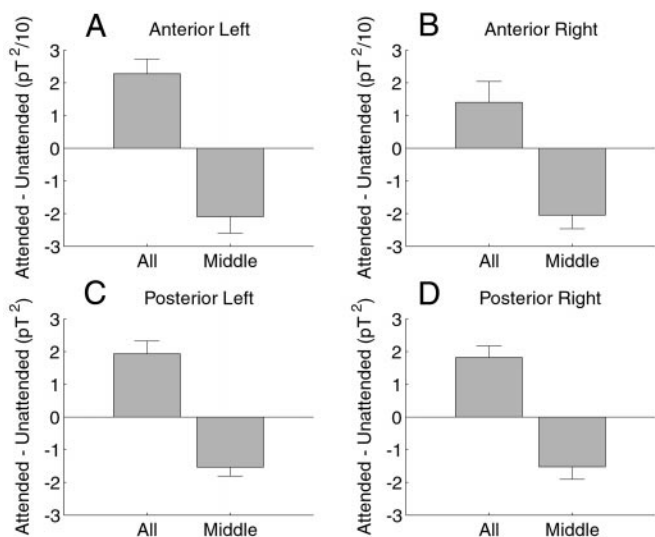 A Anterior Left
Attended - Unattended (pT²/10)
3
2
1
0
-1
-2
-3
All Middle
B Anterior Right
Attended - Unattended (pT²/10)
3
2
1
0
-1
-2
-3
All Middle
C Posterior Left
Attended - Unattended (pT²)
3
2
1
0
-1
-2
-3
All Middle
D Posterior Right
Attended - Unattended (pT²)
3
2
1
0
-1
-2
-3
All Middle